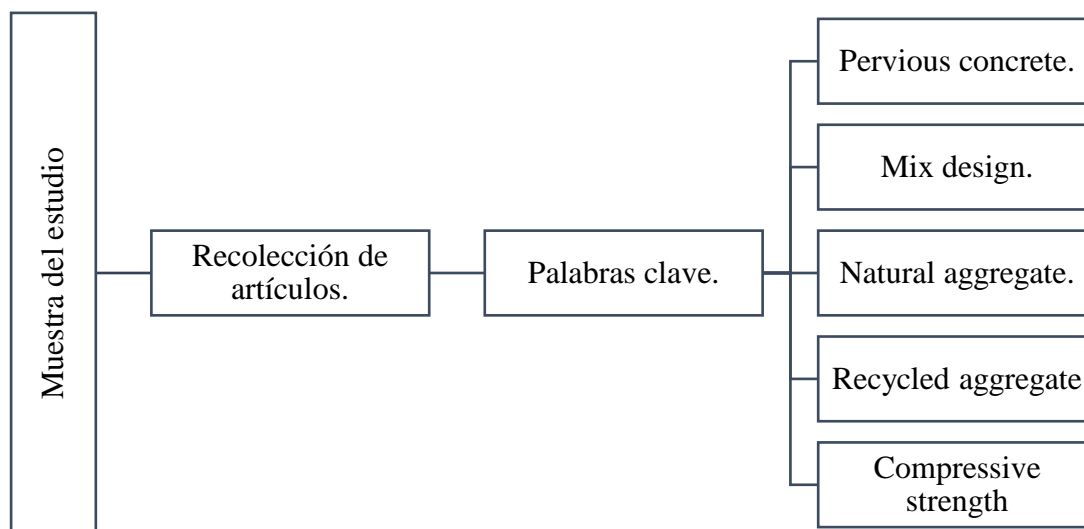 Muestra del estudio
Recolección de
artículos.
Palabras clave.
Pervious concrete.
Mix design.
Natural aggregate.
Recycled aggregate
Compressive
strength